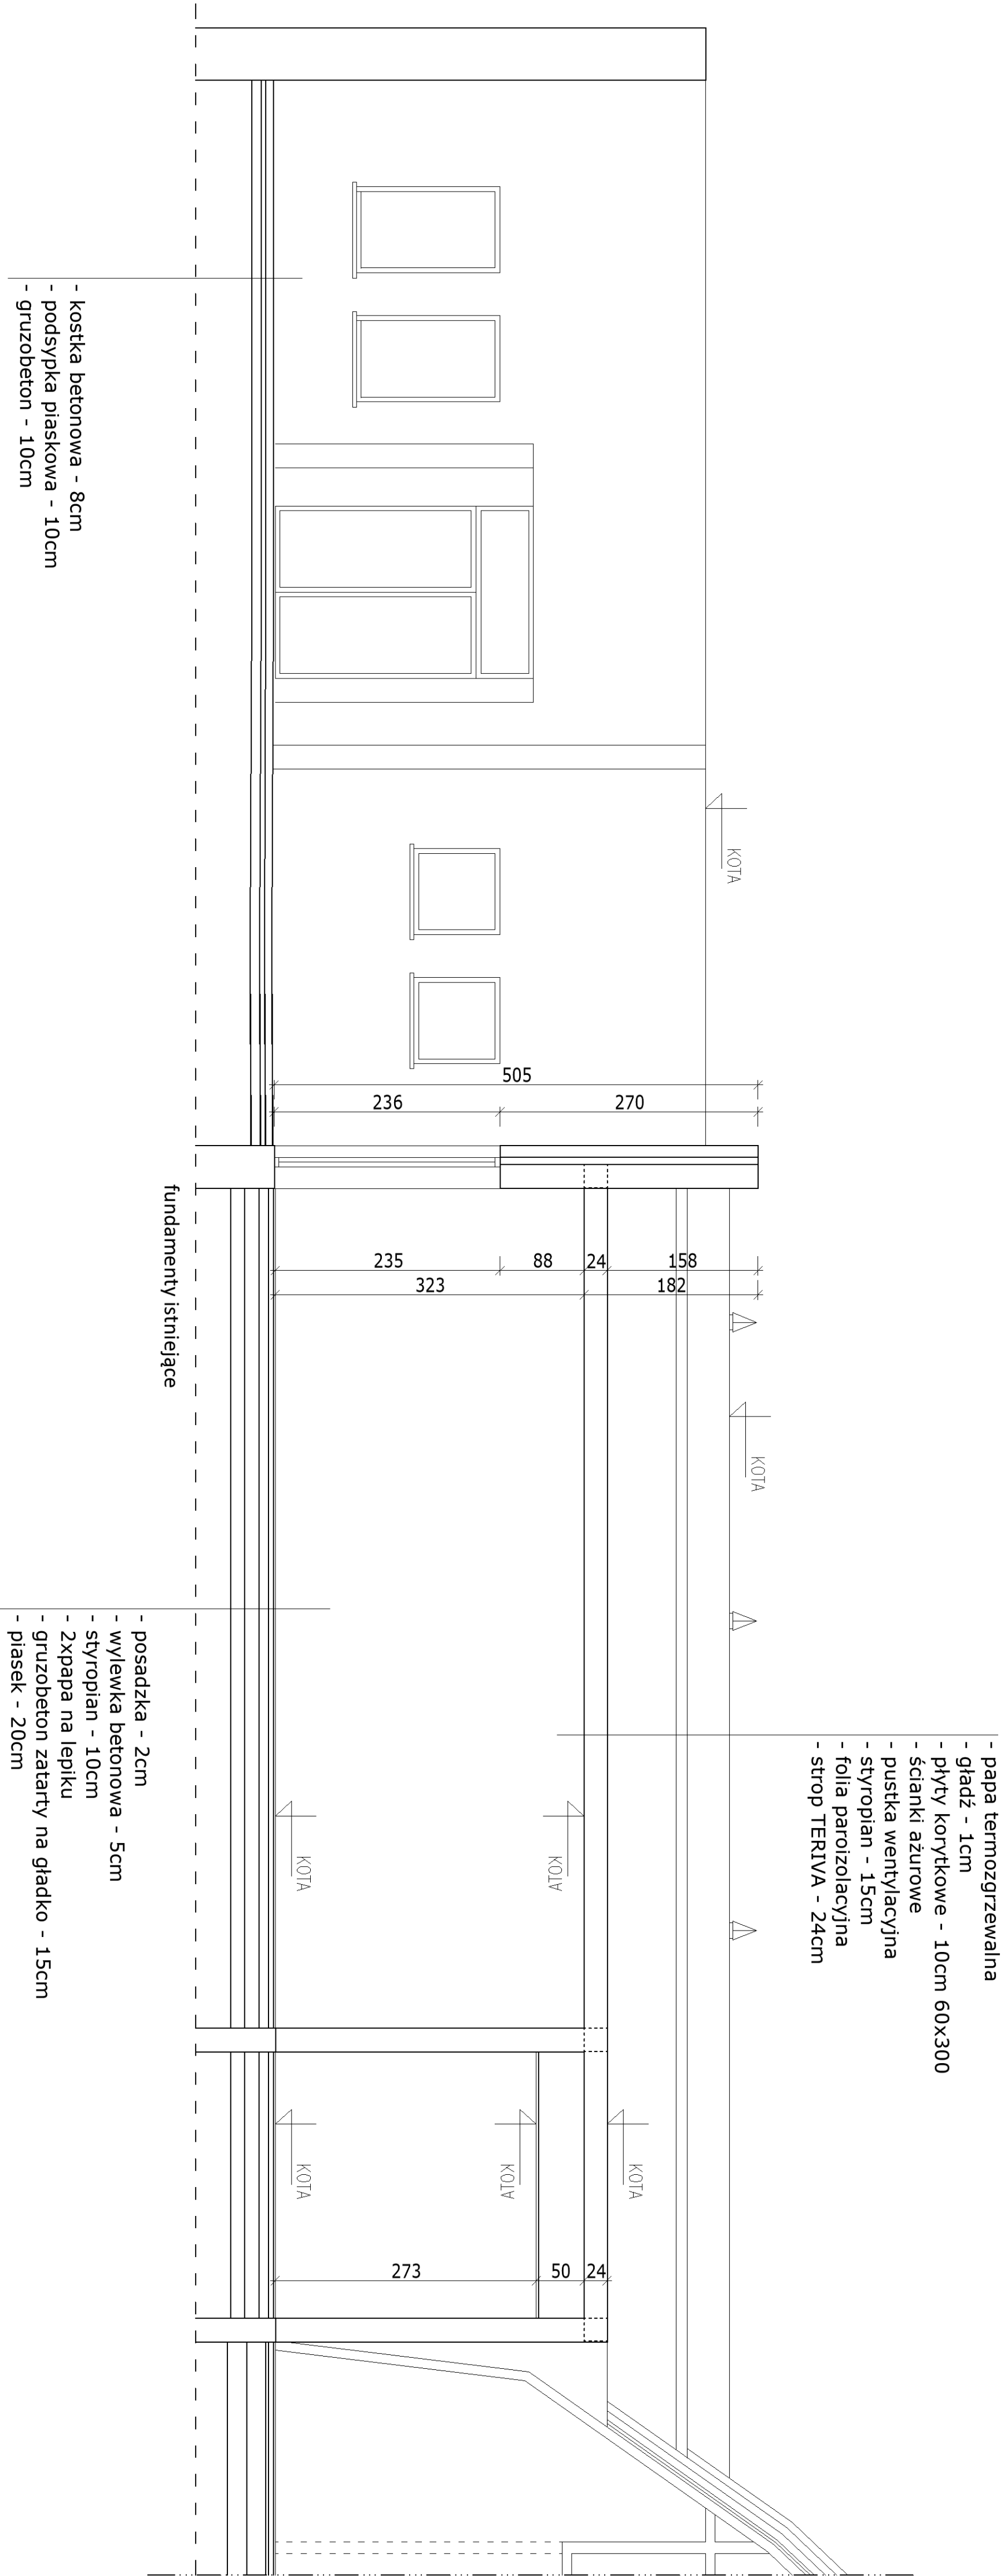 - papa termozgrzewalna
- gładź - 1cm
- płyty korytkowe - 10cm 60x300
- ścianki ażurowe
- pustka wentylacyjna
- styropian - 15cm
- folia paroizolacyjna
- strop TERIVA - 24cm
KOTA
KOTA
505
236
270
235
88
24
158
323
182
KOTA
KOTA
KOTA
KOTA
KOTA
273
50
24
fundamenty istniejące
- kostka betonowa - 8cm
- podsypka piaskowa - 10cm
- gruzobeton - 10cm
- posadzka - 2cm
- wylewka betonowa - 5cm
- styropian - 10cm
- 2xpapa na lepiku
- gruzobeton zatarty na gładko - 15cm
- piasek - 20cm